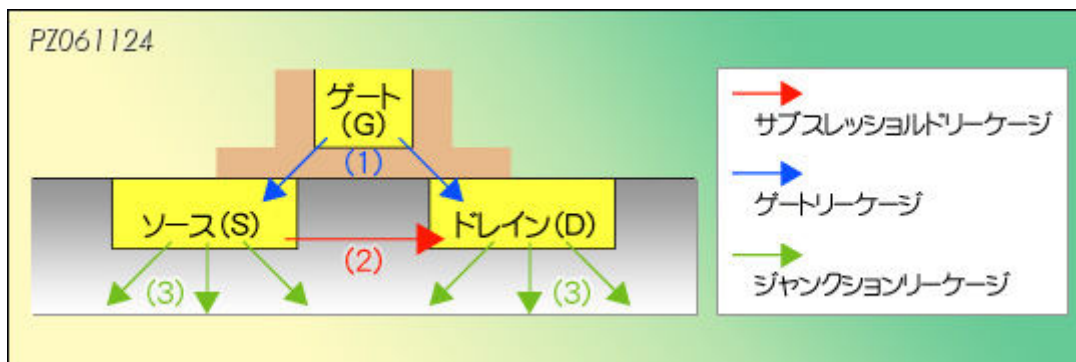 PZ061124
ゲート
(G)
(1)
ソース(S)
ドレイン(D)
(2)
(3)
(3)
サブスレッショルドリーケージ
ゲートリーケージ
ジャンクションリーケージ